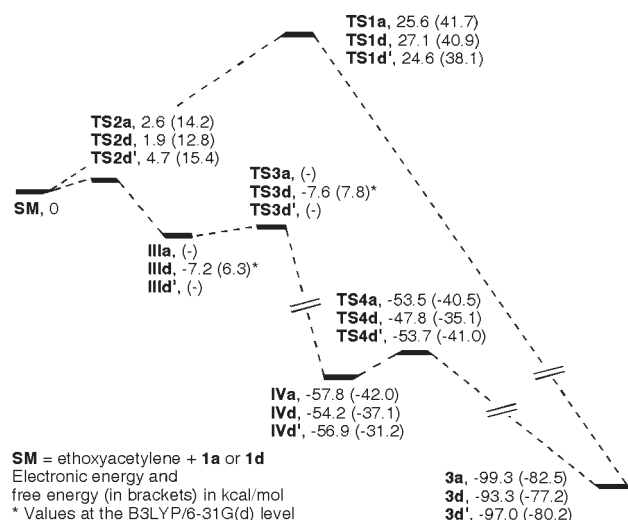 TS1a, 25.6 (41.7)
TS1d, 27.1 (40.9)
TS1d', 24.6 (38.1)
TS2a, 2.6 (14.2)
TS2d, 1.9 (12.8)
TS2d', 4.7 (15.4)
TS3a, (-)
TS3d, -7.6 (7.8)*
TS3d', (-)
SM, 0
IIIa, (-)
IIId, -7.2 (6.3)*
IIId', (-)
TS4a, -53.5 (-40.5)
TS4d, -47.8 (-35.1)
TS4d', -53.7 (-41.0)
IVa, -57.8 (-42.0)
IVd, -54.2 (-37.1)
IVd', -56.9 (-31.2)
SM = ethoxyacetylene + 1a or 1d
Electronic energy and
free energy (in brackets) in kcal/mol
* Values at the B3LYP/6-31G(d) level
3a, -99.3 (-82.5)
3d, -93.3 (-77.2)
3d', -97.0 (-80.2)